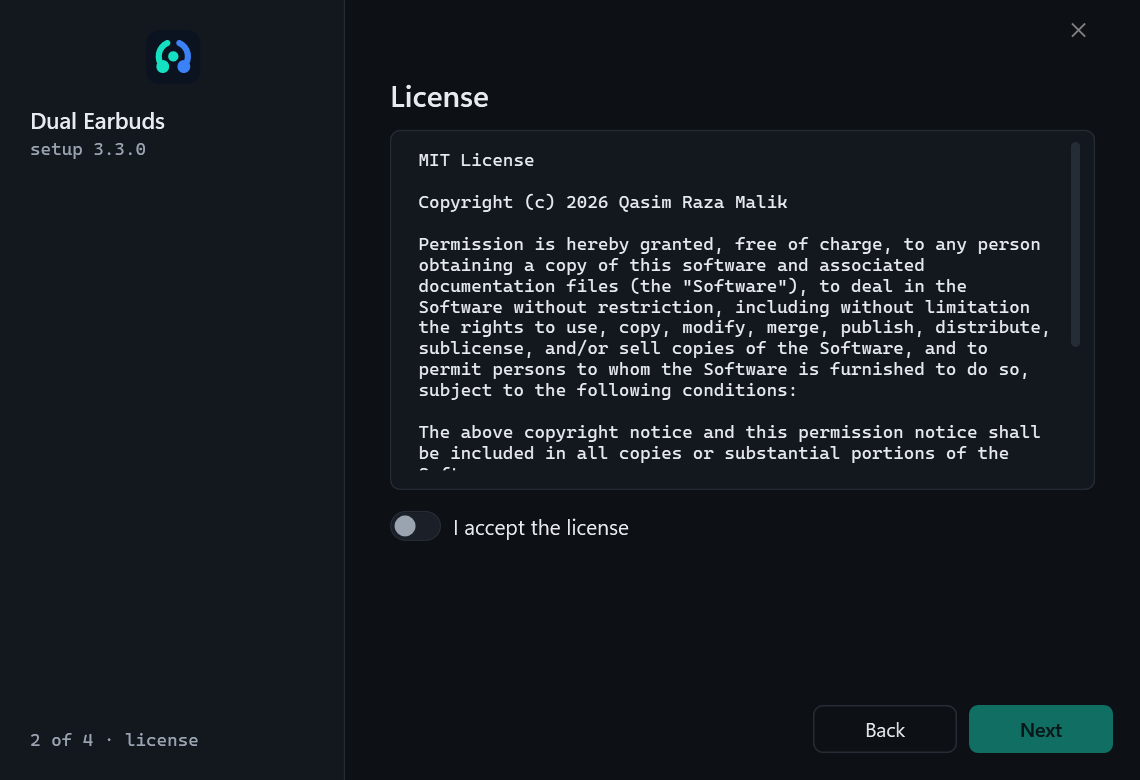 Dual Earbuds
setup 3.3.0
License
MIT License
Copyright (c) 2026 Qasim Raza Malik
Permission is hereby granted, free of charge, to any person
obtaining a copy of this software and associated
documentation files (the "Software"), to deal in the
Software without restriction, including without limitation
the rights to use, copy, modify, merge, publish, distribute,
sublicense, and/or sell copies of the Software, and to
permit persons to whom the Software is furnished to do so,
subject to the following conditions:
The above copyright notice and this permission notice shall
be included in all copies or substantial portions of the
I accept the license
2 of 4 · license
Back
Next